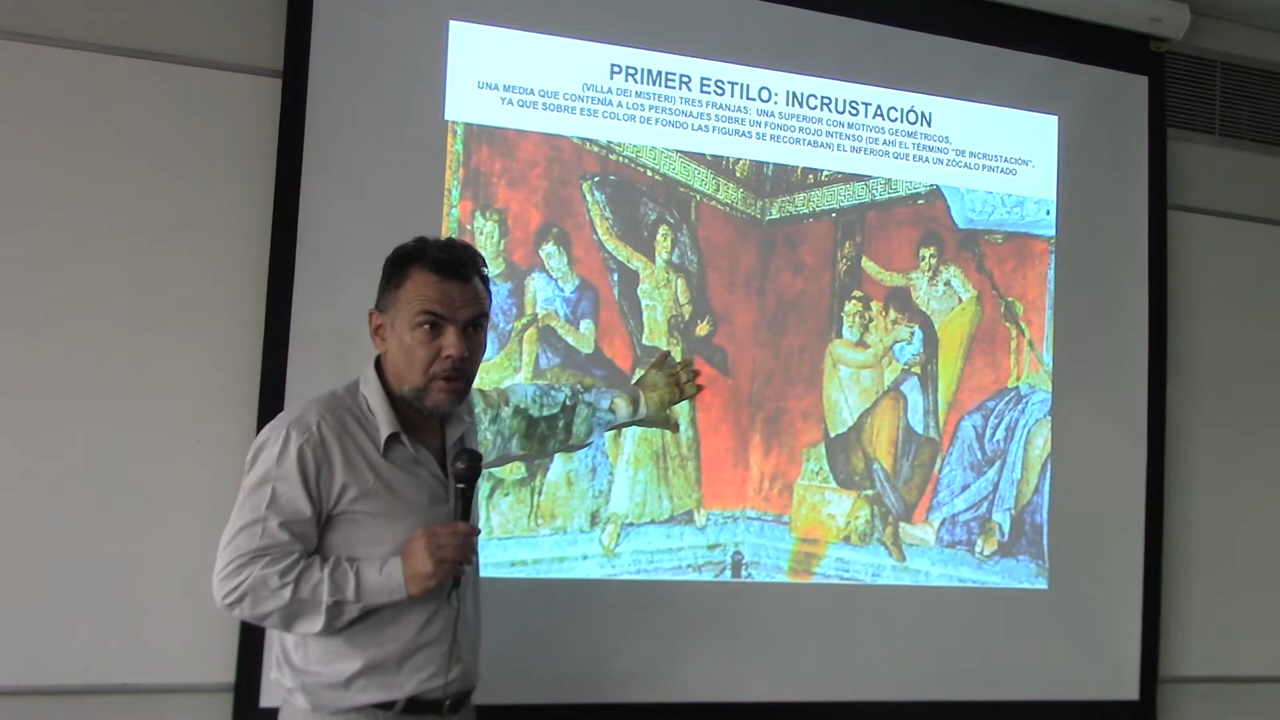 PRIMER ESTILO: INCRUSTACIÓN
(VILLA DEI MISTERI) TRES FRANJAS: UNA SUPERIOR CON MOTIVOS GEOMÉTRICOS,
UNA MEDIA QUE CONTENÍA A LOS PERSONAJES SOBRE UN FONDO ROJO INTENSO (DE AHÍ EL TÉRMINO "DE INCRUSTACIÓN",
YA QUE SOBRE ESE COLOR DE FONDO LAS FIGURAS SE RECORTABAN) EL INFERIOR QUE ERA UN ZÓCALO PINTADO